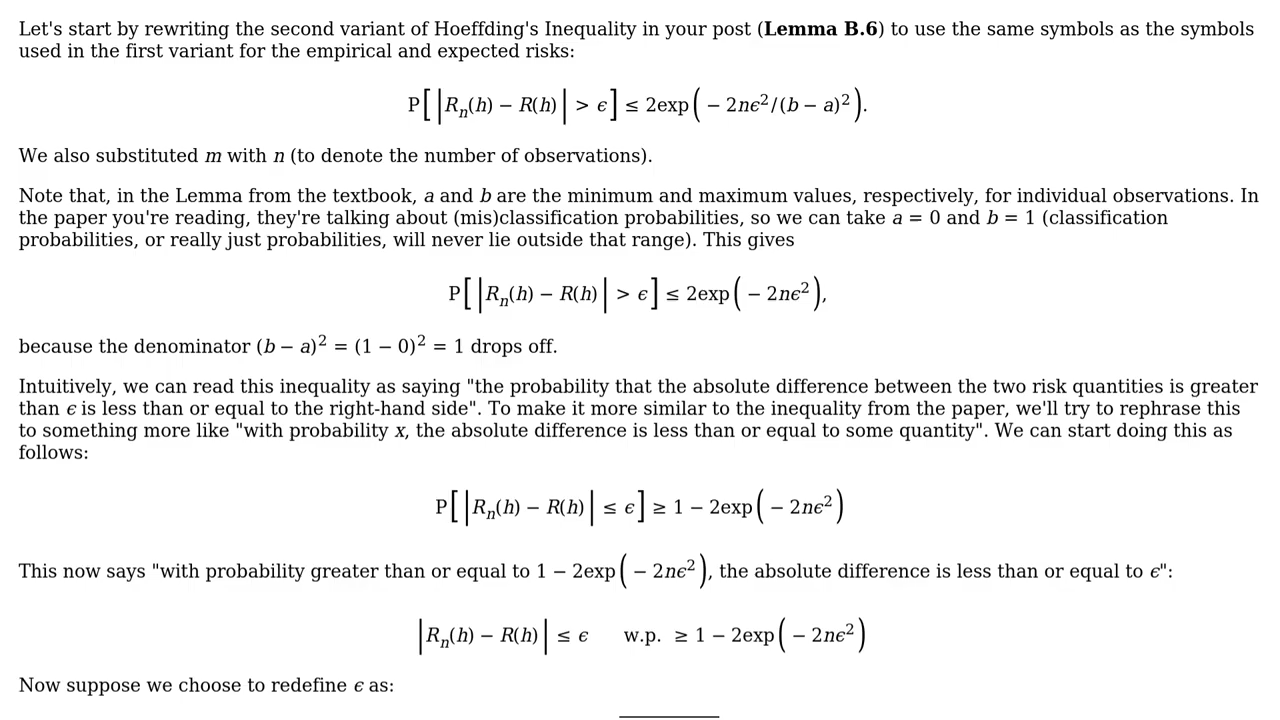 Let's start by rewriting the second variant of Hoeffding's Inequality in your post (Lemma B.6) to use the same symbols as the symbols
used in the first variant for the empirical and expected risks:
P[|Rₙ(h) − R(h)| > ϵ] ≤ 2exp(− 2nϵ²/(b − a)²).
We also substituted m with n (to denote the number of observations).
Note that, in the Lemma from the textbook, a and b are the minimum and maximum values, respectively, for individual observations. In
the paper you're reading, they're talking about (mis)classification probabilities, so we can take a = 0 and b = 1 (classification
probabilities, or really just probabilities, will never lie outside that range). This gives
P[|Rₙ(h) − R(h)| > ϵ] ≤ 2exp(− 2nϵ²),
because the denominator (b − a)² = (1 − 0)² = 1 drops off.
Intuitively, we can read this inequality as saying "the probability that the absolute difference between the two risk quantities is greater
than ϵ is less than or equal to the right-hand side". To make it more similar to the inequality from the paper, we'll try to rephrase this
to something more like "with probability x, the absolute difference is less than or equal to some quantity". We can start doing this as
follows:
P[|Rₙ(h) − R(h)| ≤ ϵ] ≥ 1 − 2exp(− 2nϵ²)
This now says "with probability greater than or equal to 1 − 2exp(− 2nϵ²), the absolute difference is less than or equal to ϵ":
|Rₙ(h) − R(h)| ≤ ϵ w.p. ≥ 1 − 2exp(− 2nϵ²)
Now suppose we choose to redefine ϵ as: